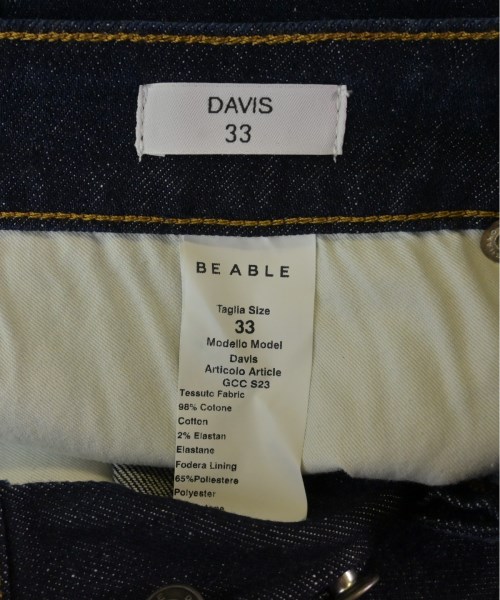 DAVIS
33
BE ABLE
Taglia Size
33
Modello Model
Davis
Articolo Article
GCC S23
Tessuto Fabric
98% Cotone
Cotton
2% Elastan
Elastane
Fodera Lining
65%Poliestere
Polyester